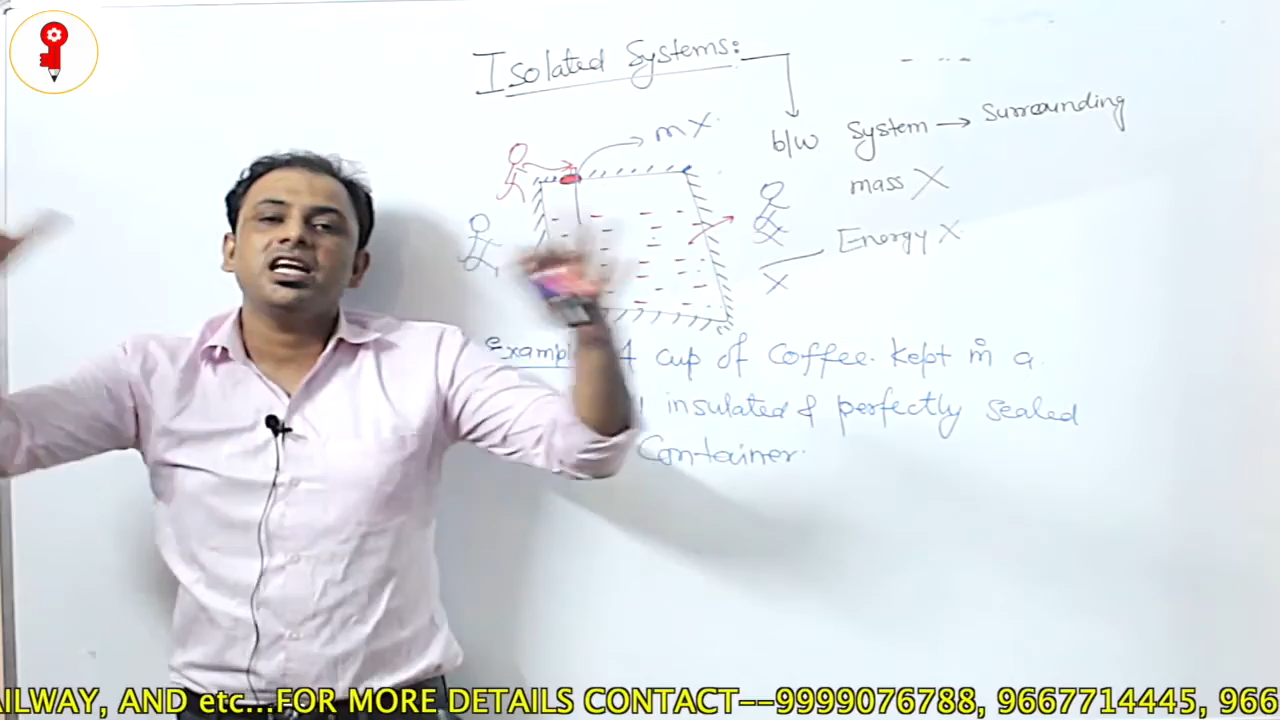 Isolated Systems:
b/w System → Surrounding
m X
mass X
Energy X
X
Example A cup of Coffee. Kept in a
insulated & perfectly sealed
Container.
AILWAY, AND etc...FOR MORE DETAILS CONTACT--9999076788, 9667714445, 966